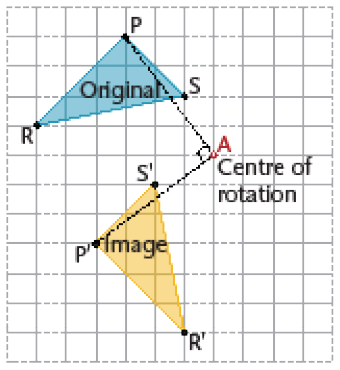 P
Original
S
R
A
Centre of
rotation
S'
P'
Image
R'